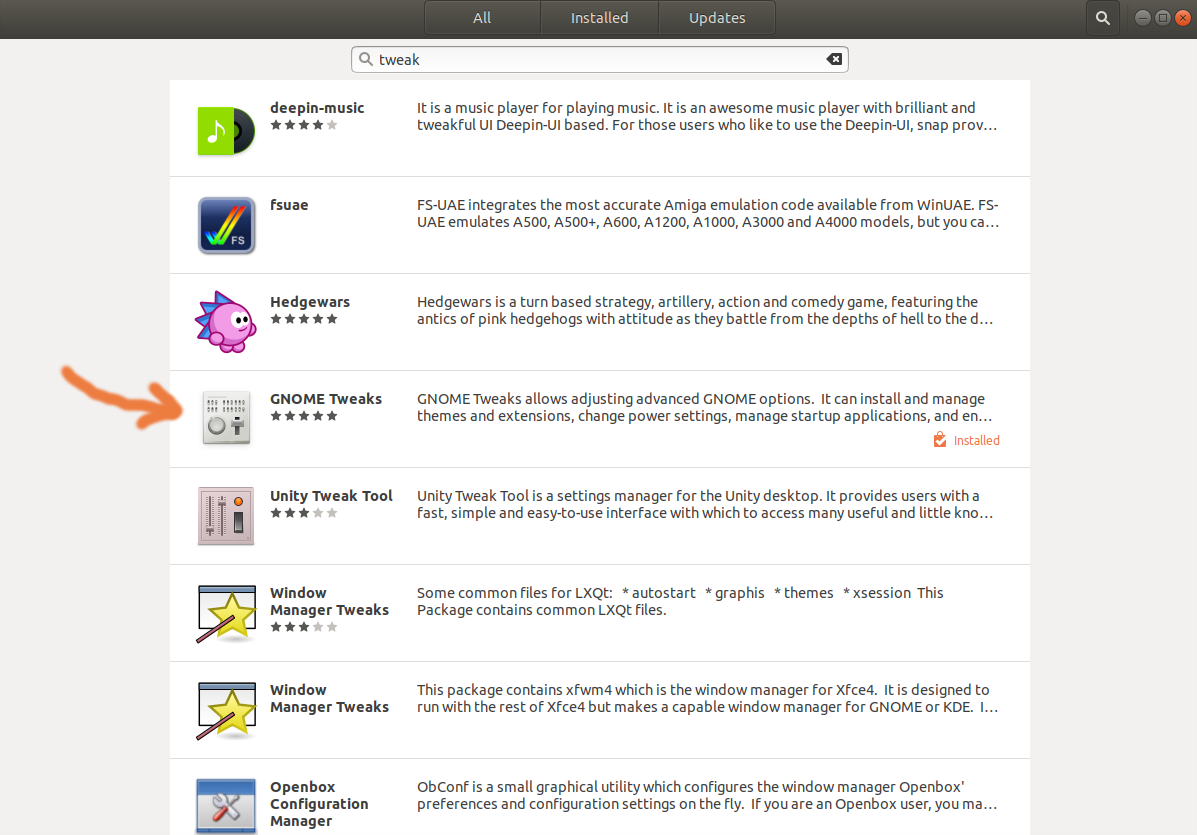 All Installed Updates
tweak
deepin-music
It is a music player for playing music. It is an awesome music player with brilliant and
tweakful UI Deepin-UI based. For those users who like to use the Deepin-UI, snap prov…
fsuae
FS-UAE integrates the most accurate Amiga emulation code available from WinUAE. FS-
UAE emulates A500, A500+, A600, A1200, A1000, A3000 and A4000 models, but you ca…
FS
Hedgewars
Hedgewars is a turn based strategy, artillery, action and comedy game, featuring the
antics of pink hedgehogs with attitude as they battle from the depths of hell to the d…
GNOME Tweaks
GNOME Tweaks allows adjusting advanced GNOME options.  It can install and manage
themes and extensions, change power settings, manage startup applications, and en…
Installed
Unity Tweak Tool
Unity Tweak Tool is a settings manager for the Unity desktop. It provides users with a
fast, simple and easy-to-use interface with which to access many useful and little kno…
Window
Manager Tweaks
Some common files for LXQt:   * autostart   * graphis   * themes   * xsession  This
Package contains common LXQt files.
Window
Manager Tweaks
This package contains xfwm4 which is the window manager for Xfce4.  It is designed to
run with the rest of Xfce4 but makes a capable window manager for GNOME or KDE.  I…
Openbox
Configuration
Manager
ObConf is a small graphical utility which configures the window manager Openbox'
preferences and configuration settings on the fly.  If you are an Openbox user, you ma…